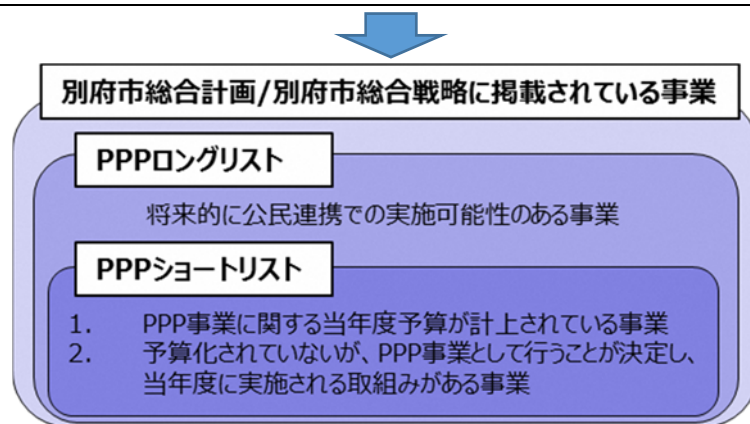 別府市総合計画/別府市総合戦略に掲載されている事業
PPPロングリスト
将来的に公民連携での実施可能性のある事業
PPPショートリスト
1. PPP事業に関する当年度予算が計上されている事業
2. 予算化されていないが、PPP事業として行うことが決定し、
当年度に実施される取組みがある事業